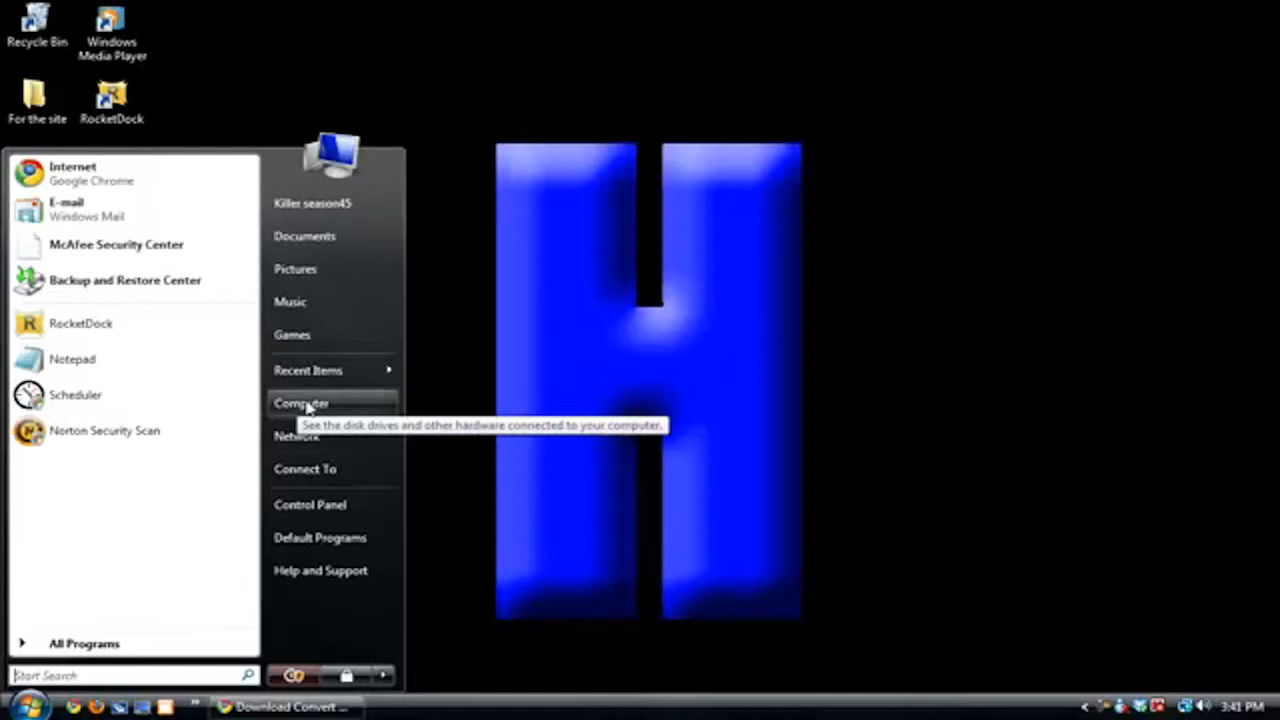 Recycle Bin
Windows
Media Player
For the site
RocketDock
Internet
Google Chrome
E-mail
Windows Mail
McAfee Security Center
Backup and Restore Center
RocketDock
Notepad
Scheduler
Norton Security Scan
All Programs
Start Search
Killer season45
Documents
Pictures
Music
Games
Recent Items
Computer
See the disk drives and other hardware connected to your computer.
Network
Connect To
Control Panel
Default Programs
Help and Support
H
Download Convert ...
3:41 PM